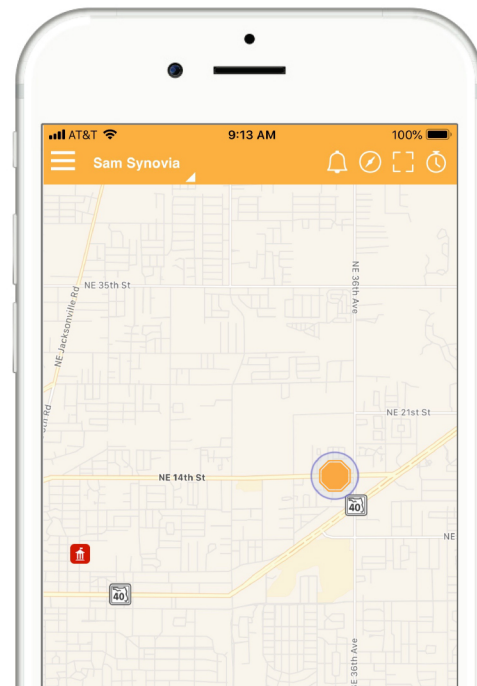 AT&T 9:13 AM 100%
Sam Synovia
NE 36th Ave
NE 35th St
NE Jacksonville Rd
NE 21st St
NE 14th St
40
NE
40
NE 36th Ave